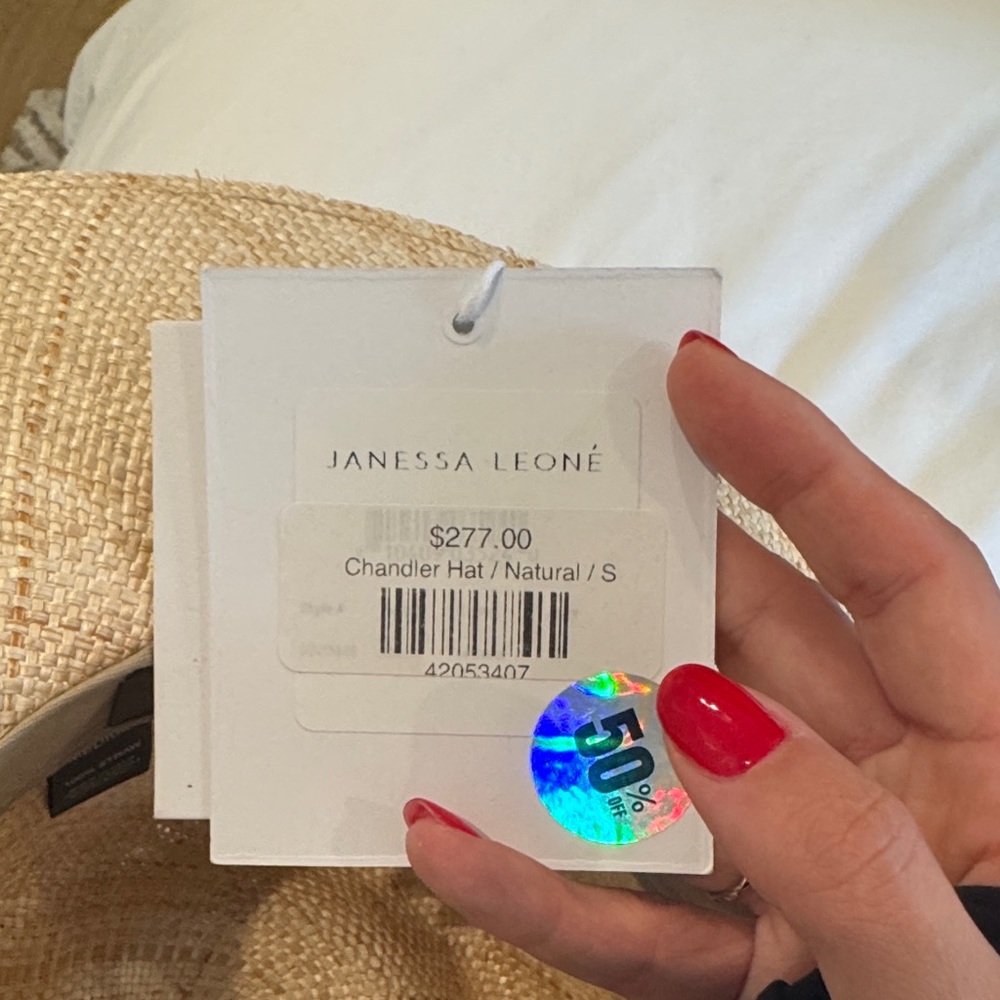 JANESSA LEONÉ
$277.00
Chandler Hat / Natural / S
42053407
50%
OFF